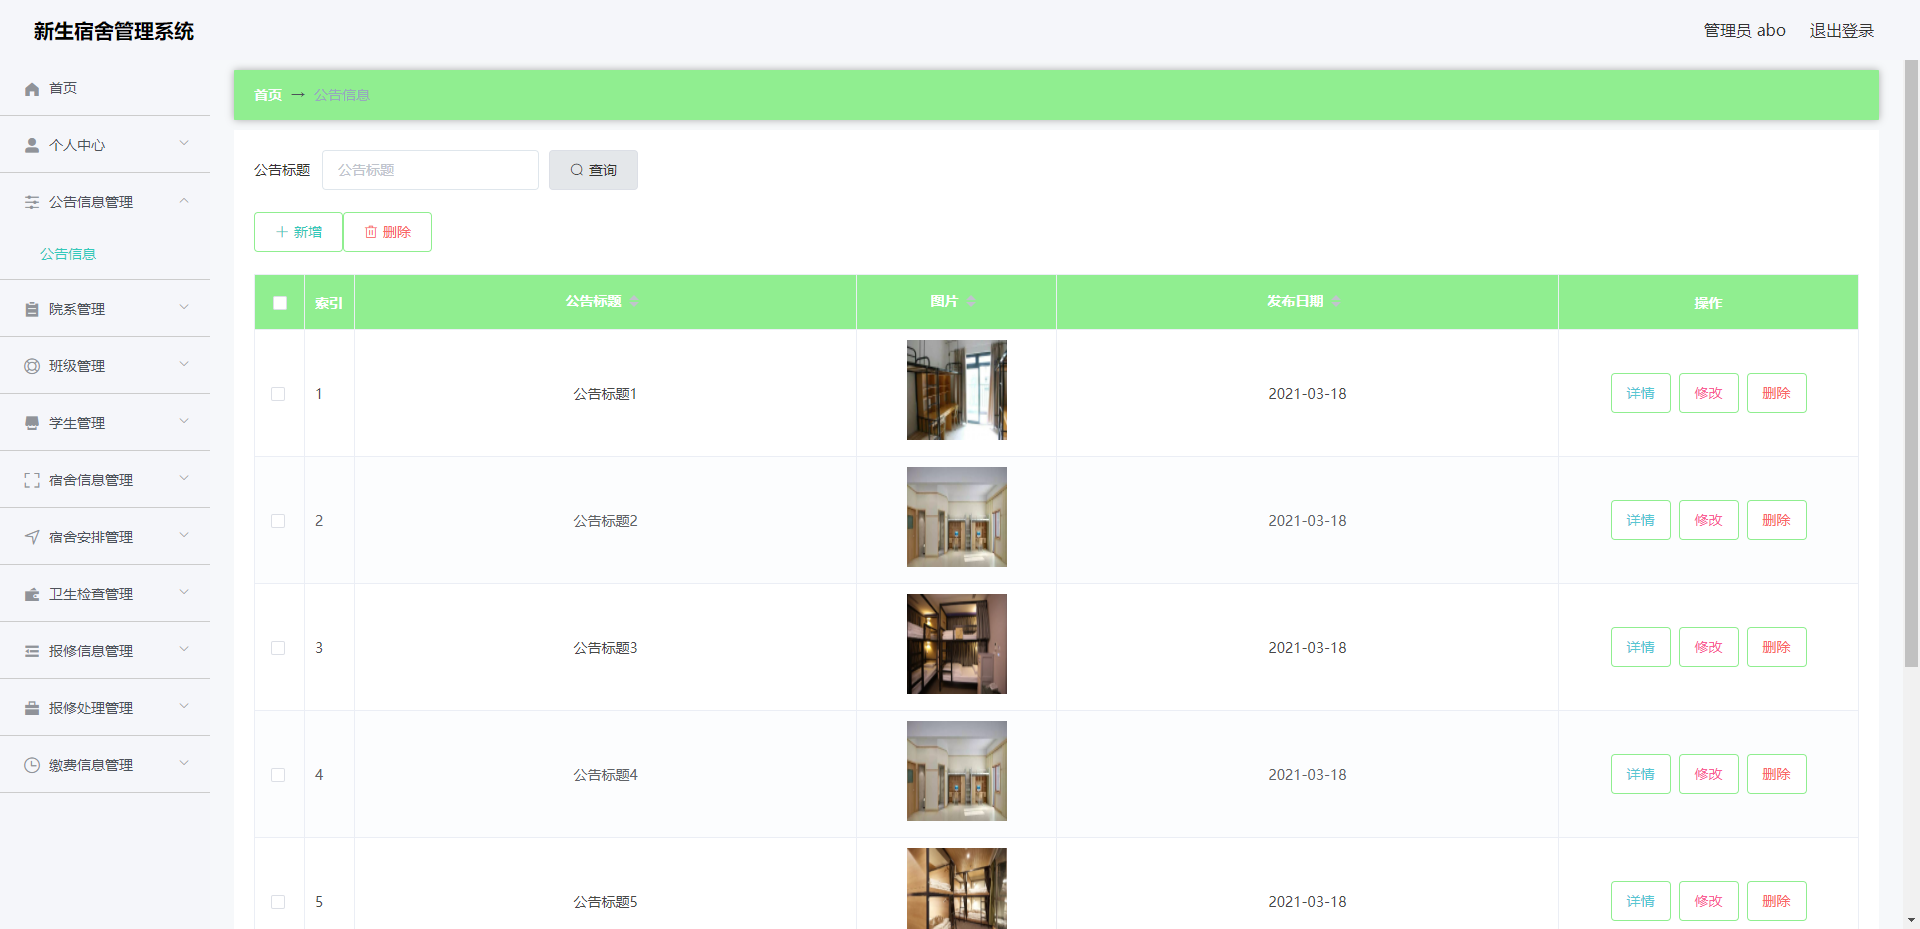 新生宿舍管理系统
管理员 abo 退出登录
首页
个人中心
公告信息管理
公告信息
院系管理
班级管理
学生管理
宿舍信息管理
宿舍安排管理
卫生检查管理
报修信息管理
报修处理管理
缴费信息管理
首页 → 公告信息
公告标题 公告标题 查询
新增 删除
索引 公告标题 图片 发布日期 操作
1 公告标题1 2021-03-18 详情 修改 删除
2 公告标题2 2021-03-18 详情 修改 删除
3 公告标题3 2021-03-18 详情 修改 删除
4 公告标题4 2021-03-18 详情 修改 删除
5 公告标题5 2021-03-18 详情 修改 删除